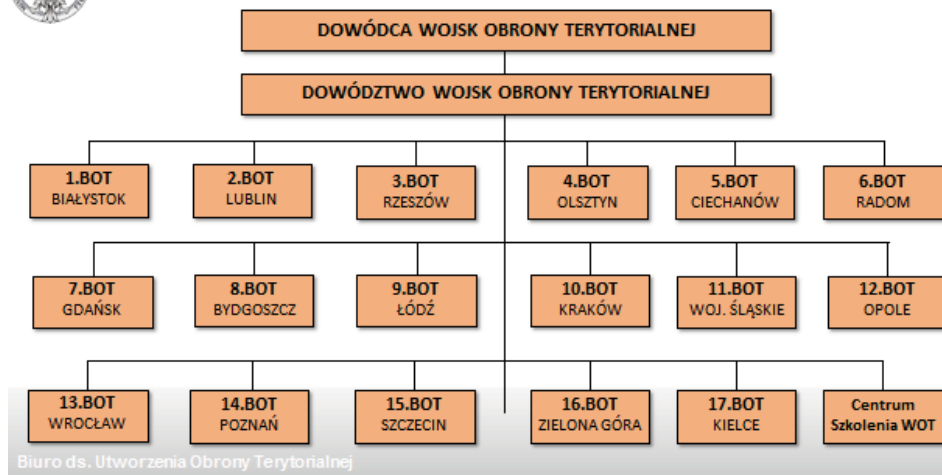 DOWÓDCA WOJSK OBRONY TERYTORIALNEJ
DOWÓDZTWO WOJSK OBRONY TERYTORIALNEJ
1.BOT
BIAŁYSTOK
2.BOT
LUBLIN
3.BOT
RZESZÓW
4.BOT
OLSZTYN
5.BOT
CIECHANÓW
6.BOT
RADOM
7.BOT
GDAŃSK
8.BOT
BYDGOSZCZ
9.BOT
ŁÓDŹ
10.BOT
KRAKÓW
11.BOT
WOJ. ŚLĄSKIE
12.BOT
OPOLE
13.BOT
WROCŁAW
14.BOT
POZNAŃ
15.BOT
SZCZECIN
16.BOT
ZIELONA GÓRA
17.BOT
KIELCE
Centrum
Szkolenia WOT
Biuro ds. Utworzenia Obrony Terytorialnej